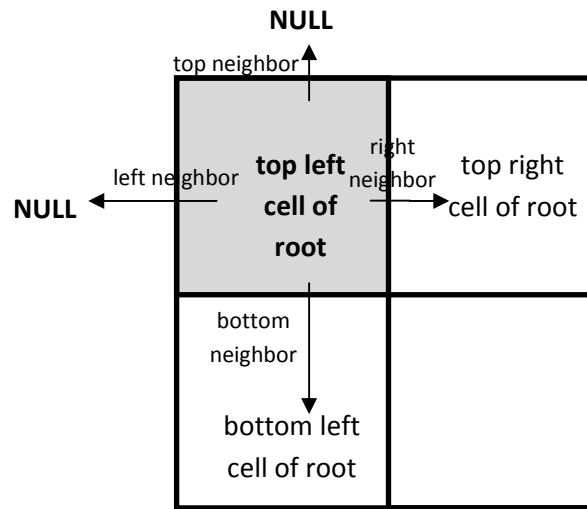 NULL
top neighbor
top left
cell of
root
right
neighbor
top right
cell of root
left neighbor
NULL
bottom
neighbor
bottom left
cell of root